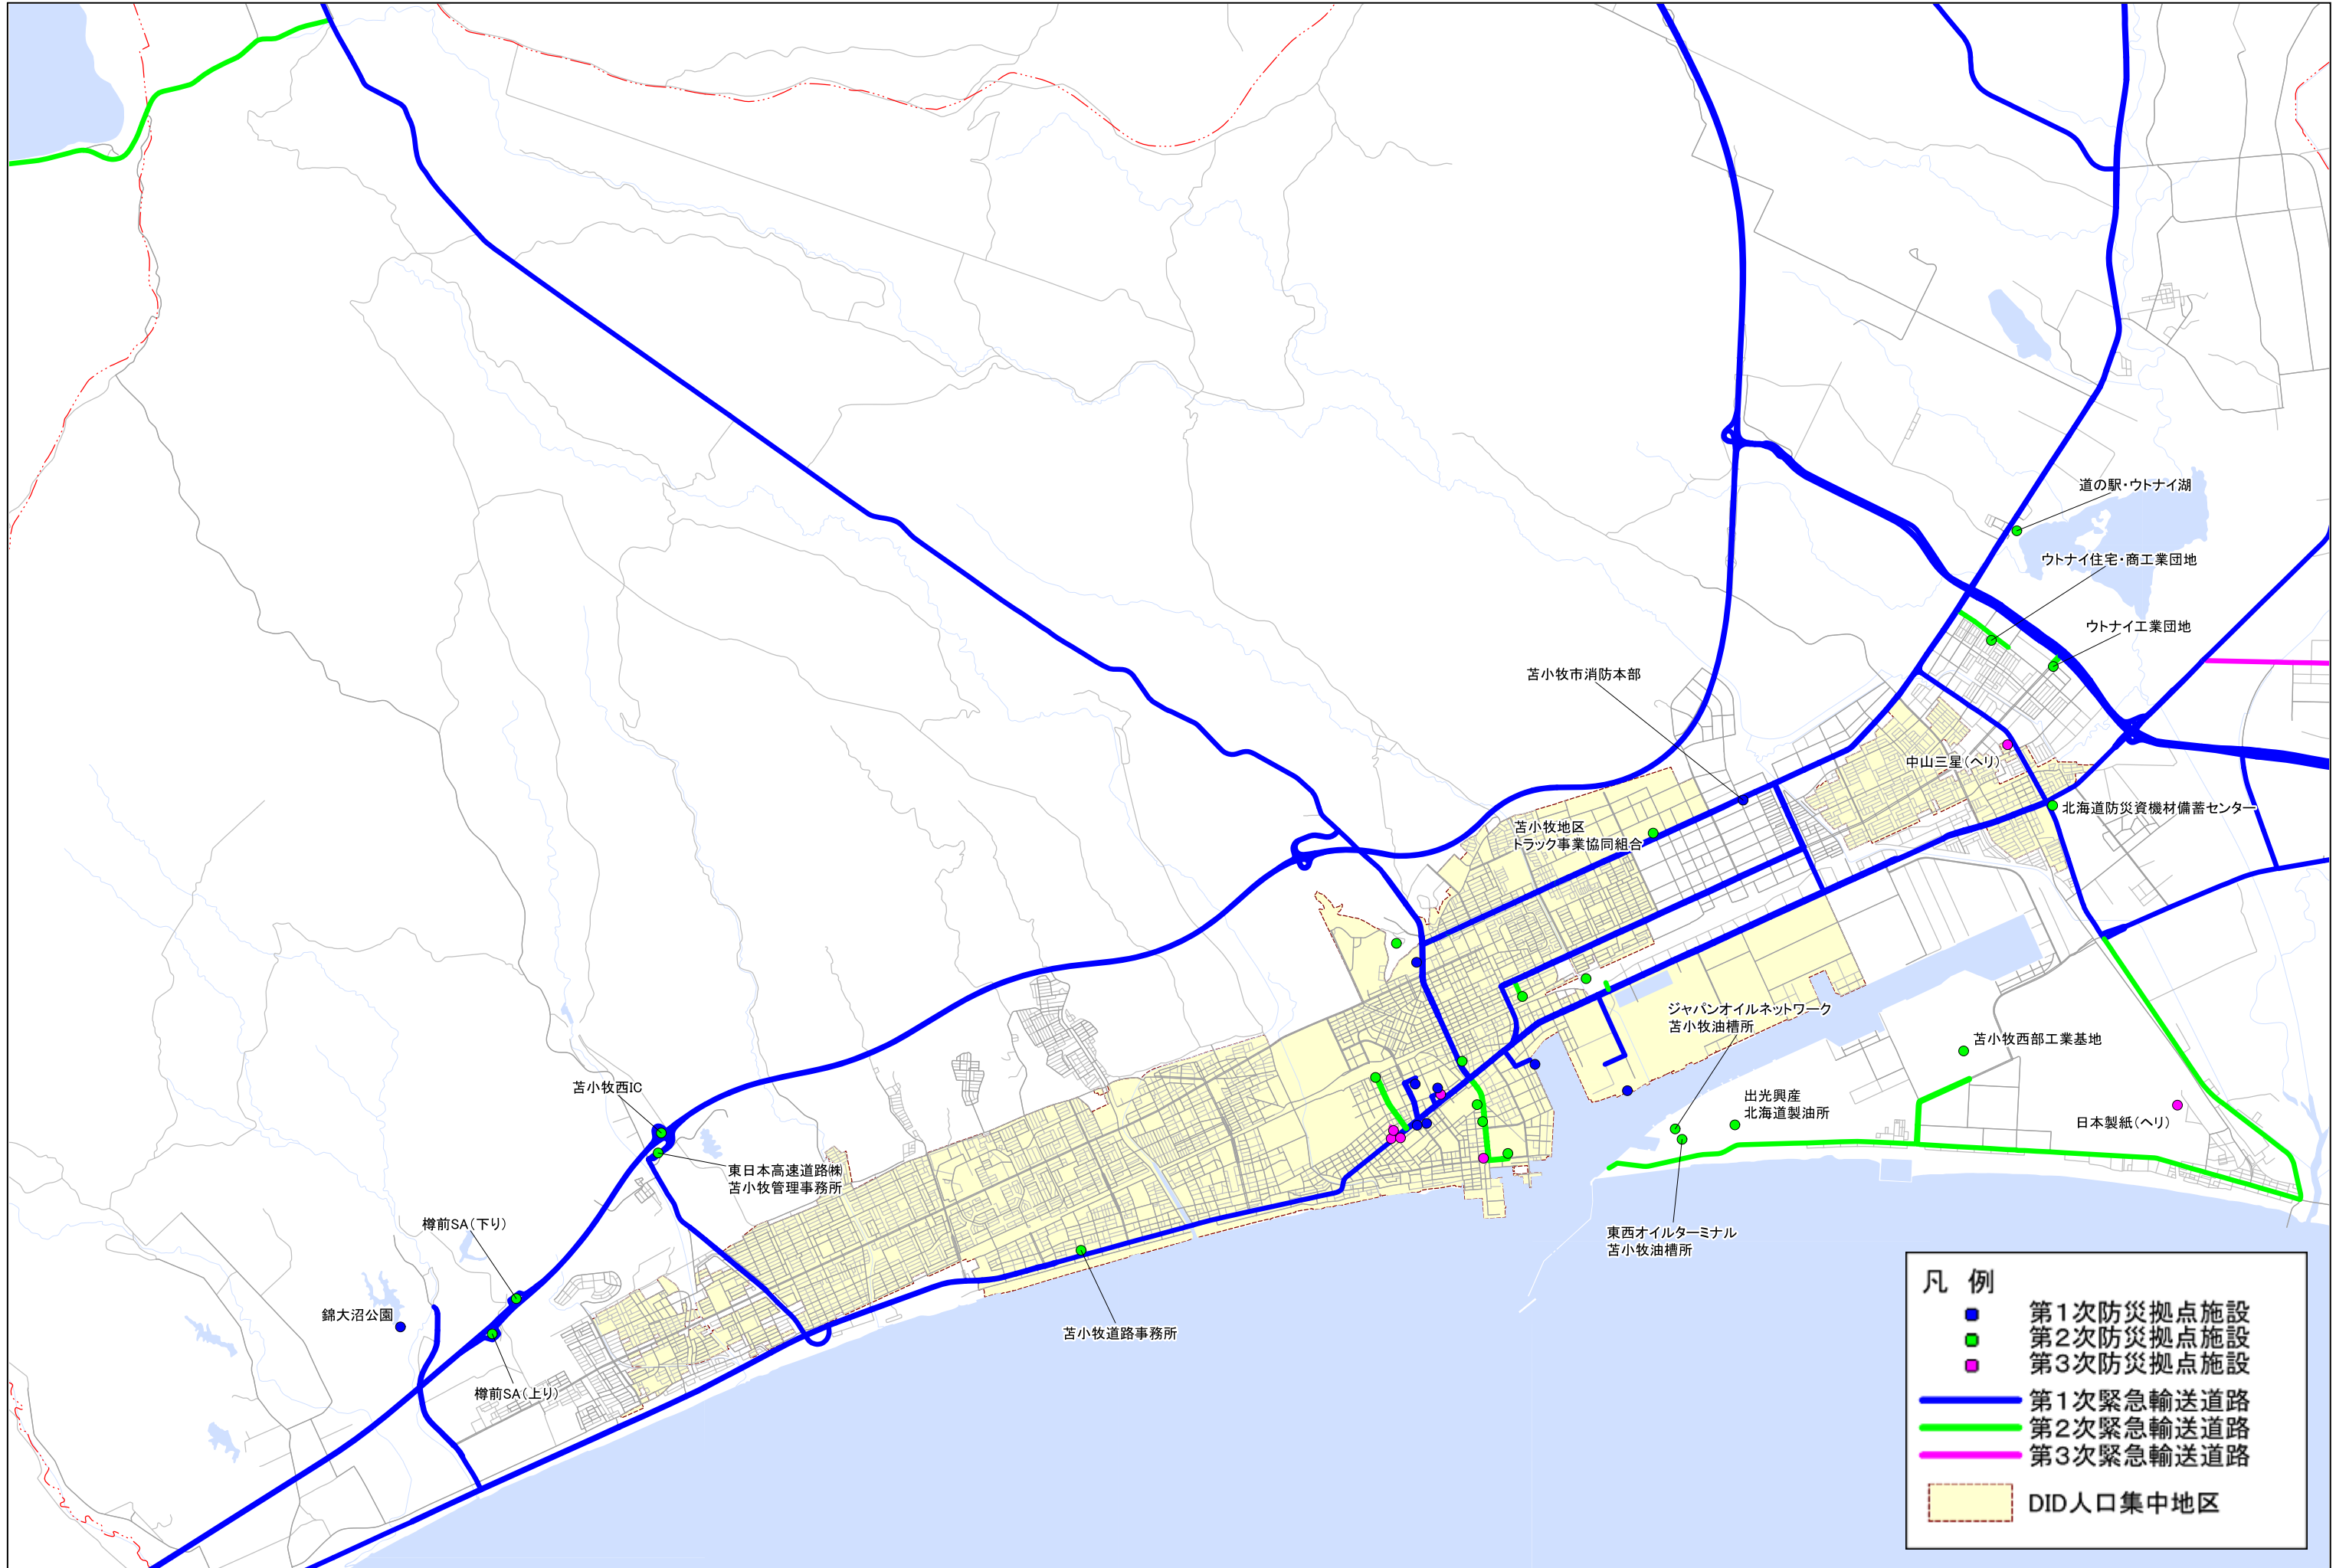 道の駅・ウトナイ湖
ウトナイ住宅・商工業団地
ウトナイ工業団地
苫小牧市消防本部
中山三星(ヘリ)
北海道防災資機材備蓄センター
苫小牧地区
トラック事業協同組合
ジャパンオイルネットワーク
苫小牧油槽所
苫小牧西部工業基地
出光興産
北海道製油所
日本製紙(ヘリ)
苫小牧西IC
東日本高速道路㈱
苫小牧管理事務所
樽前SA(下り)
東西オイルターミナル
苫小牧油槽所
錦大沼公園
苫小牧道路事務所
樽前SA(上り)
凡 例
第1次防災拠点施設
第2次防災拠点施設
第3次防災拠点施設
第1次緊急輸送道路
第2次緊急輸送道路
第3次緊急輸送道路
DID人口集中地区